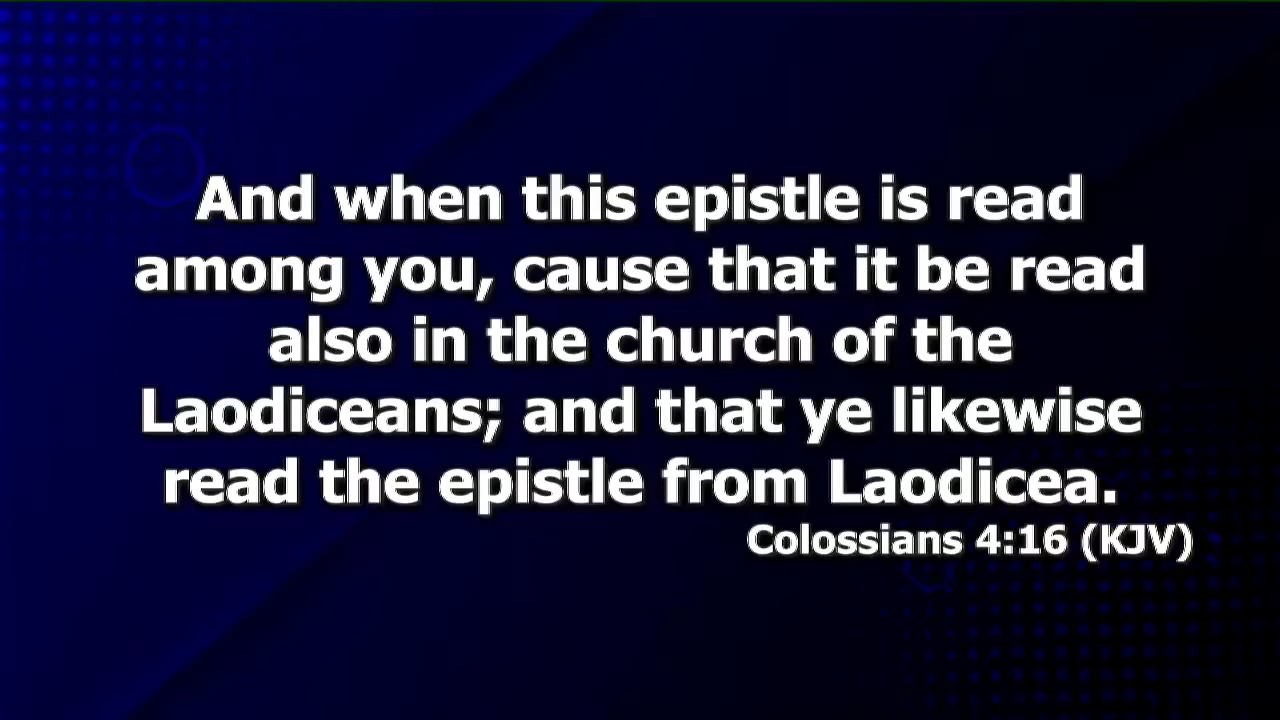 And when this epistle is read
among you, cause that it be read
also in the church of the
Laodiceans; and that ye likewise
read the epistle from Laodicea.
Colossians 4:16 (KJV)